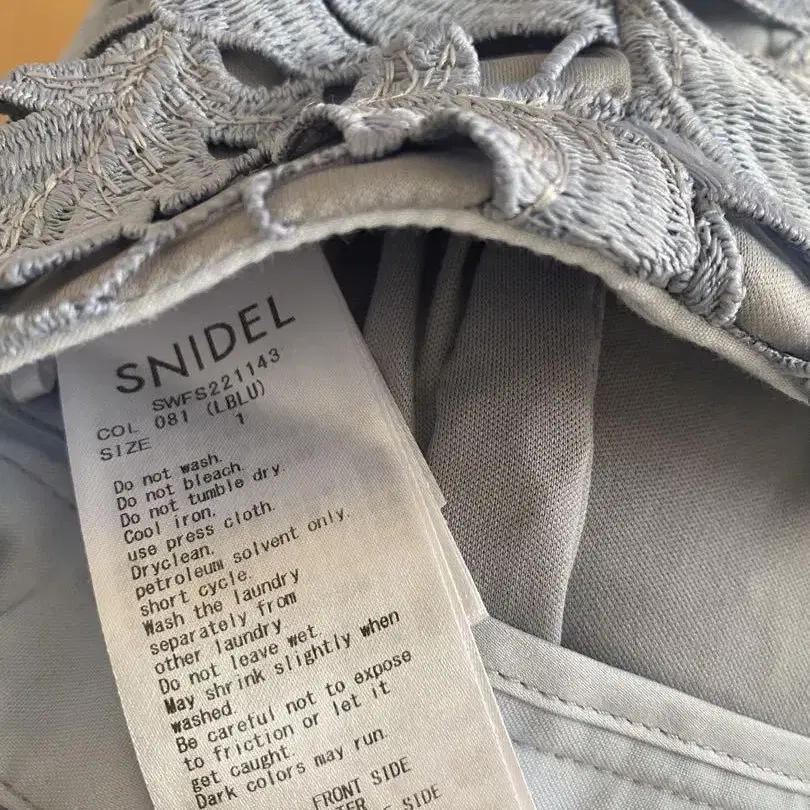 SNIDEL
SWFS221143
COL 081 (LBLU)
SIZE 1
Do not wash.
Do not bleach.
Do not tumble dry.
Cool iron.
use press cloth.
Dryclean.
petroleum solvent only.
short cycle.
Wash the laundry
separately from
other laundry
Do not leave wet.
May shrink slightly when
washed.
Be careful not to expose
to friction or let it
get caught.
Dark colors may run.
FRONT SIDE
SIDE